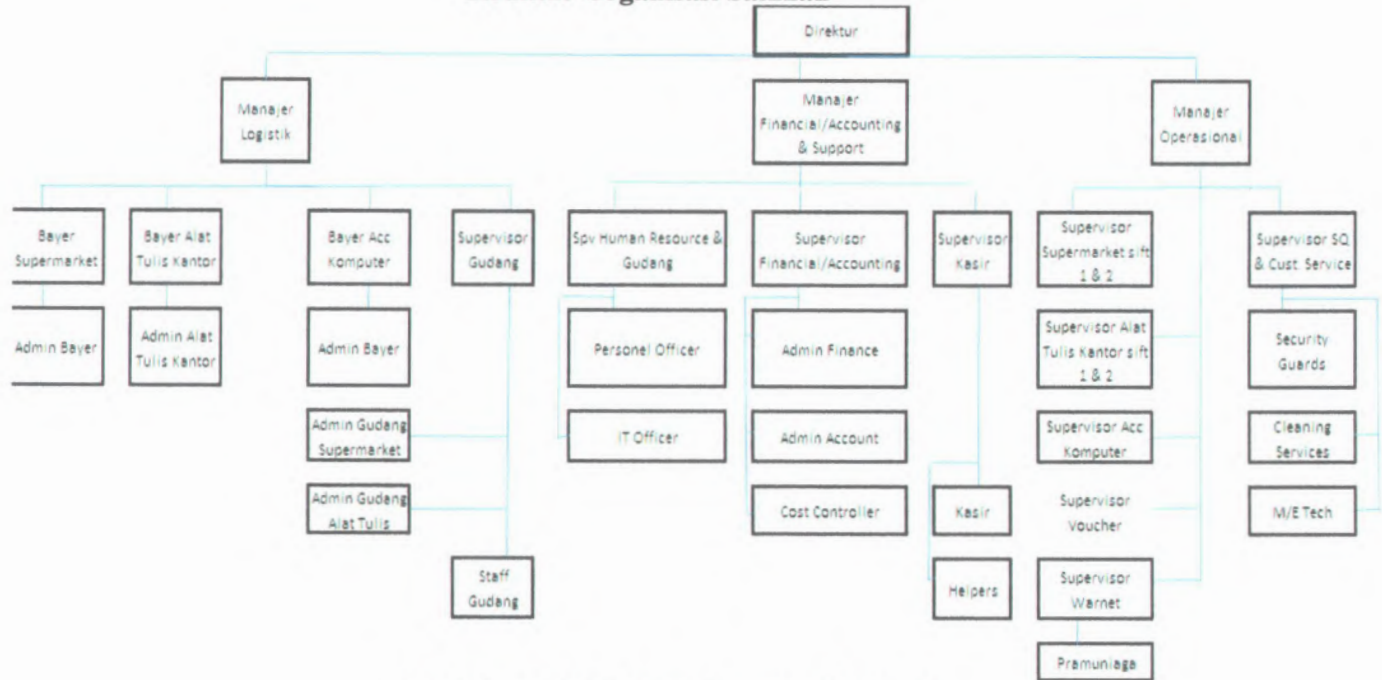 Direktur
Manajer
Logistik
Manajer
Financial/Accounting
& Support
Manajer
Operasional
Bayer
Supermarket
Bayer Alat
Tulis Kantor
Bayer Acc
Komputer
Supervisor
Gudang
Spv Human Resource &
Gudang
Supervisor
Financial/Accounting
Supervisor
Kasir
Supervisor
Supermarket sift
1 & 2
Supervisor SQ
& Cust. Service
Admin Bayer
Admin Alat
Tulis Kantor
Admin Bayer
Personel Officer
Admin Finance
Supervisor Alat
Tulis Kantor sift
1 & 2
Security
Guards
Admin Gudang
Supermarket
IT Officer
Admin Account
Supervisor Acc
Komputer
Cleaning
Services
Admin Gudang
Alat Tulis
Cost Controller
Kasir
Supervisor
Voucher
M/E Tech
Staff
Gudang
Helpers
Supervisor
Warnet
Pramuniaga